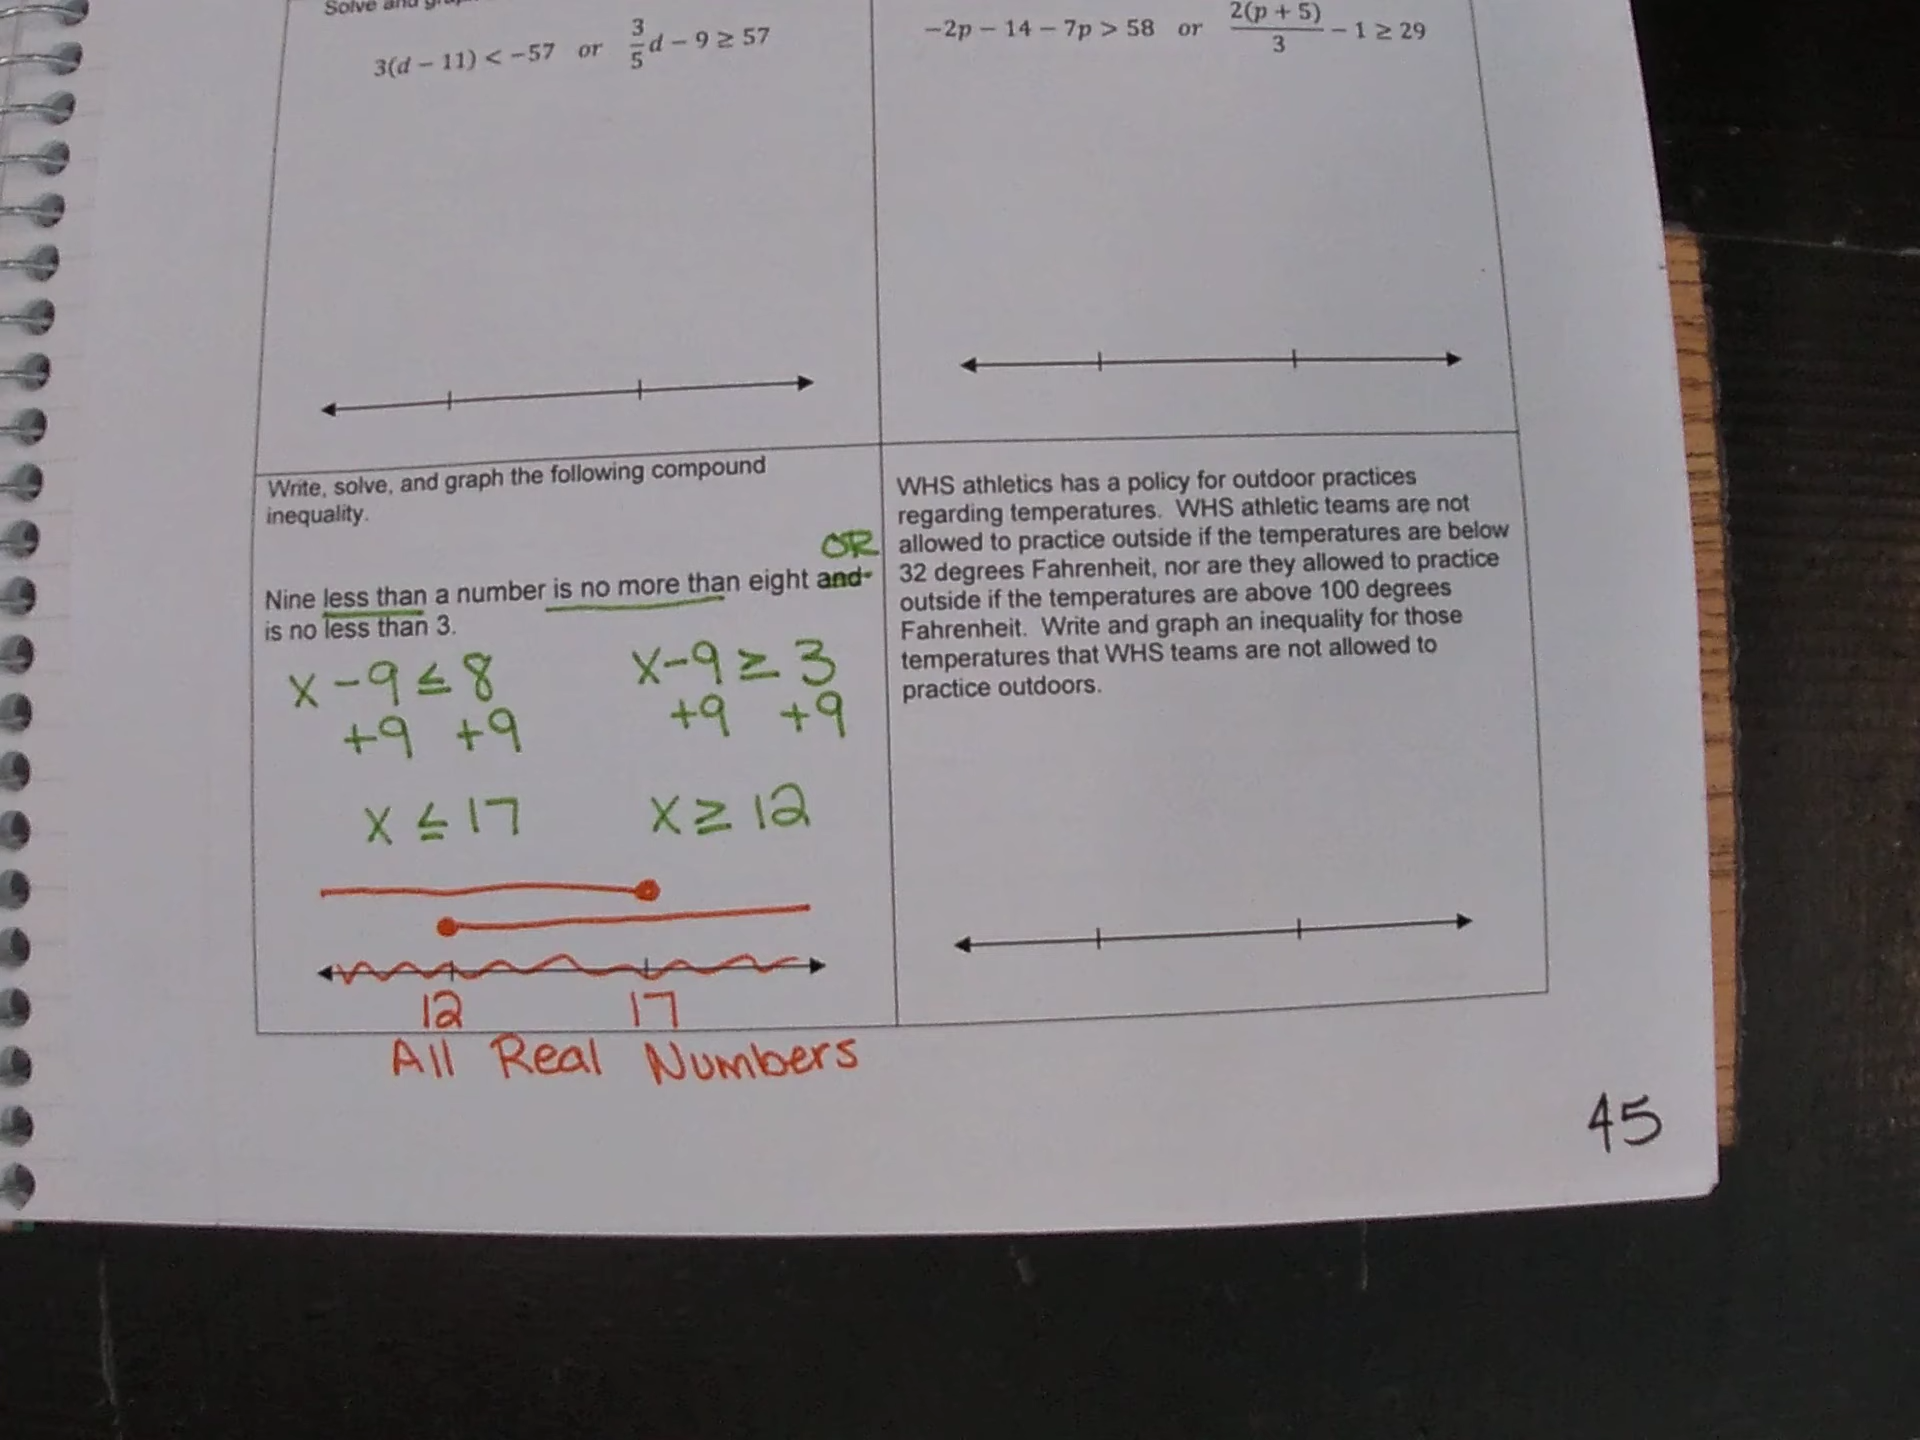 Solve and
3(d − 11) < −57 or 3/5 d − 9 ≥ 57
−2p − 14 − 7p > 58 or 2(p + 5)/3 − 1 ≥ 29
Write, solve, and graph the following compound
inequality.
OR
Nine less than a number is no more than eight and
is no less than 3.
x − 9 ≤ 8 x − 9 ≥ 3
+9 +9 +9 +9
x ≤ 17 x ≥ 12
12 17
All Real Numbers
WHS athletics has a policy for outdoor practices
regarding temperatures. WHS athletic teams are not
allowed to practice outside if the temperatures are below
32 degrees Fahrenheit, nor are they allowed to practice
outside if the temperatures are above 100 degrees
Fahrenheit. Write and graph an inequality for those
temperatures that WHS teams are not allowed to
practice outdoors.
45